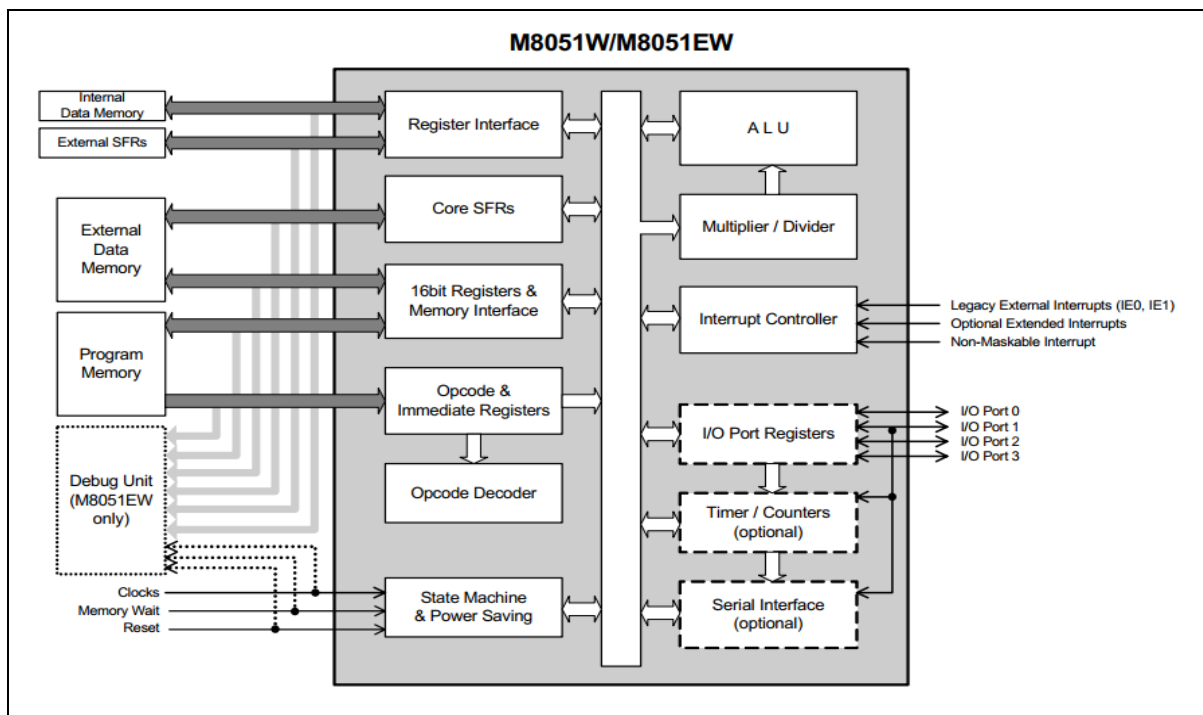 M8051W/M8051EW
Internal
Data Memory
External SFRs
External
Data
Memory
Program
Memory
Debug Unit
(M8051EW
only)
Clocks
Memory Wait
Reset
Register Interface
Core SFRs
16bit Registers &
Memory Interface
Opcode &
Immediate Registers
Opcode Decoder
State Machine
& Power Saving
A L U
Multiplier / Divider
Interrupt Controller
I/O Port Registers
Timer / Counters
(optional)
Serial Interface
(optional)
Legacy External Interrupts (IE0, IE1)
Optional Extended Interrupts
Non-Maskable Interrupt
I/O Port 0
I/O Port 1
I/O Port 2
I/O Port 3